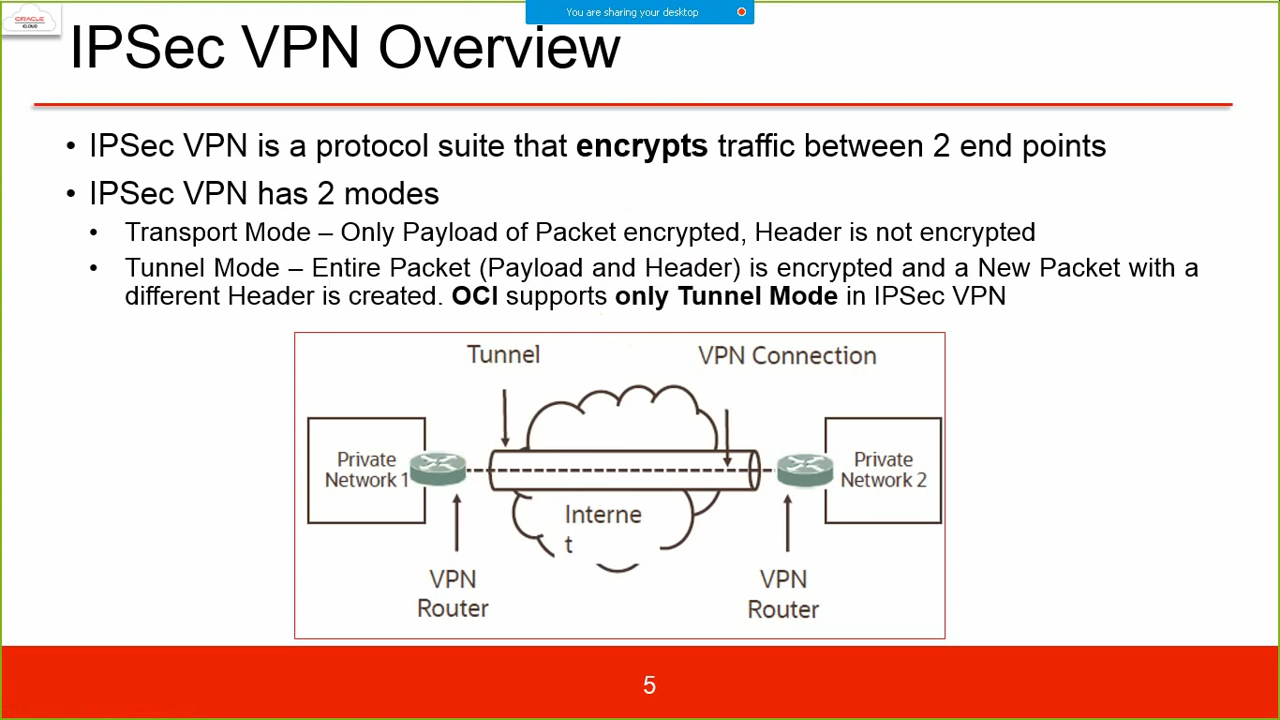 ORACLE
CLOUD
You are sharing your desktop
IPSec VPN Overview
• IPSec VPN is a protocol suite that encrypts traffic between 2 end points
• IPSec VPN has 2 modes
• Transport Mode – Only Payload of Packet encrypted, Header is not encrypted
• Tunnel Mode – Entire Packet (Payload and Header) is encrypted and a New Packet with a
different Header is created. OCI supports only Tunnel Mode in IPSec VPN
Tunnel
VPN Connection
Private
Network 1
Private
Network 2
Interne
t
VPN
Router
VPN
Router
5